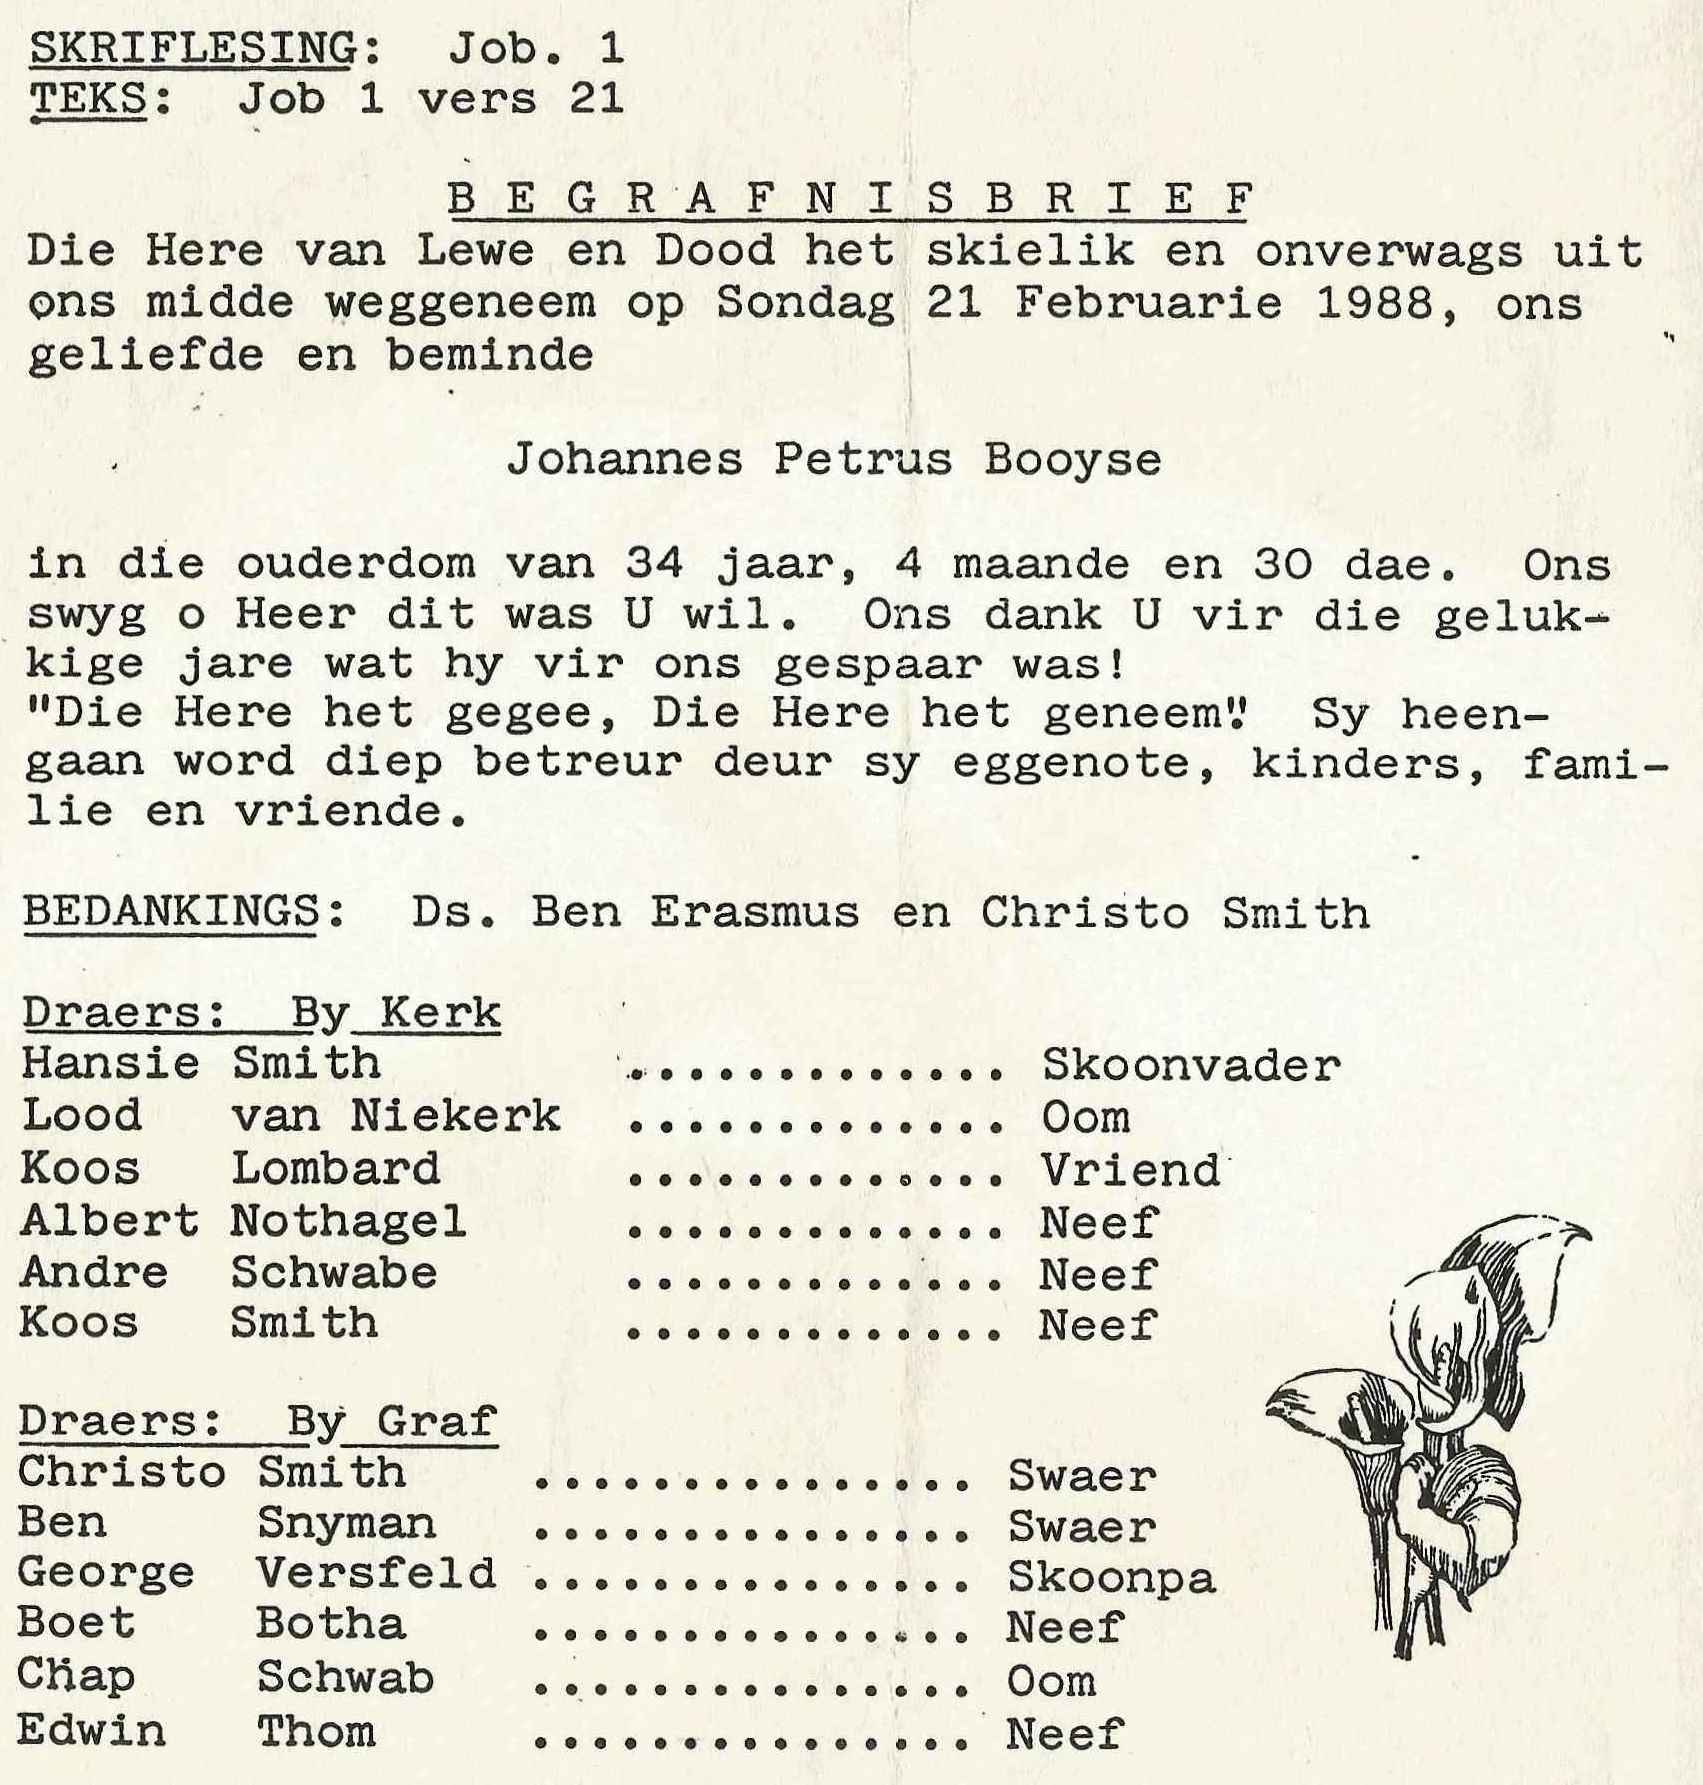 SKRIFLESING: Job. 1
TEKS: Job 1 vers 21
B E G R A F N I S B R I E F
Die Here van Lewe en Dood het skielik en onverwags uit
ons midde weggeneem op Sondag 21 Februarie 1988, ons
geliefde en beminde
Johannes Petrus Booyse
in die ouderdom van 34 jaar, 4 maande en 30 dae. Ons
swyg o Heer dit was U wil. Ons dank U vir die geluk-
kige jare wat hy vir ons gespaar was!
"Die Here het gegee, Die Here het geneem". Sy heen-
gaan word diep betreur deur sy eggenote, kinders, fami-
lie en vriende.
BEDANKINGS: Ds. Ben Erasmus en Christo Smith
Draers: By Kerk
Hansie Smith ............. Skoonvader
Lood van Niekerk ............. Oom
Koos Lombard ............. Vriend
Albert Nothagel ............. Neef
Andre Schwabe ............. Neef
Koos Smith ............. Neef
Draers: By Graf
Christo Smith ............... Swaer
Ben Snyman ............... Swaer
George Versfeld ............... Skoonpa
Boet Botha ............... Neef
Chap Schwab ............... Oom
Edwin Thom ............... Neef